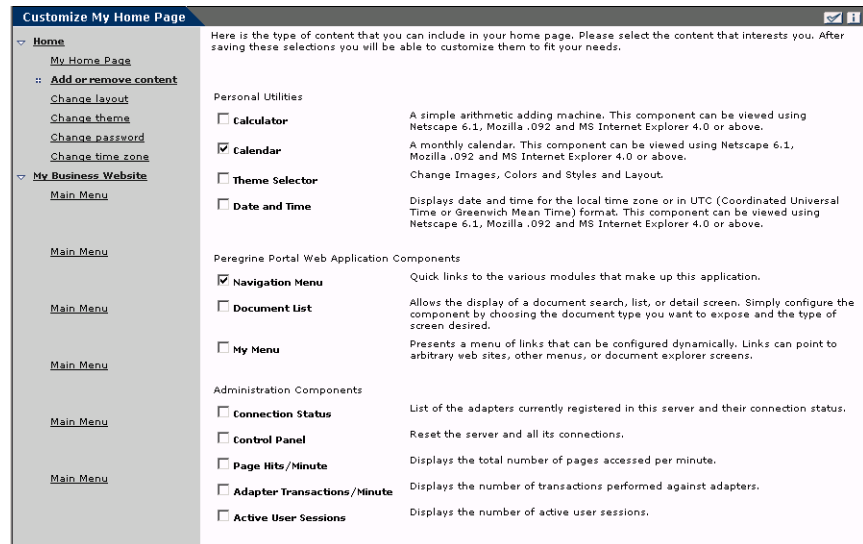 Customize My Home Page
Home
My Home Page
Add or remove content
Change layout
Change theme
Change password
Change time zone
My Business Website
Main Menu
Main Menu
Main Menu
Main Menu
Main Menu
Main Menu
Here is the type of content that you can include in your home page. Please select the content that interests you. After
saving these selections you will be able to customize them to fit your needs.
Personal Utilities
Calculator
A simple arithmetic adding machine. This component can be viewed using
Netscape 6.1, Mozilla .092 and MS Internet Explorer 4.0 or above.
Calendar
A monthly calendar. This component can be viewed using Netscape 6.1,
Mozilla .092 and MS Internet Explorer 4.0 or above.
Theme Selector
Change Images, Colors and Styles and Layout.
Date and Time
Displays date and time for the local time zone or in UTC (Coordinated Universal
Time or Greenwich Mean Time) format. This component can be viewed using
Netscape 6.1, Mozilla .092 and MS Internet Explorer 4.0 or above.
Peregrine Portal Web Application Components
Navigation Menu
Quick links to the various modules that make up this application.
Document List
Allows the display of a document search, list, or detail screen. Simply configure the
component by choosing the document type you want to expose and the type of
screen desired.
My Menu
Presents a menu of links that can be configured dynamically. Links can point to
arbitrary web sites, other menus, or document explorer screens.
Administration Components
Connection Status
List of the adapters currently registered in this server and their connection status.
Control Panel
Reset the server and all its connections.
Page Hits/Minute
Displays the total number of pages accessed per minute.
Adapter Transactions/Minute
Displays the number of transactions performed against adapters.
Active User Sessions
Displays the number of active user sessions.